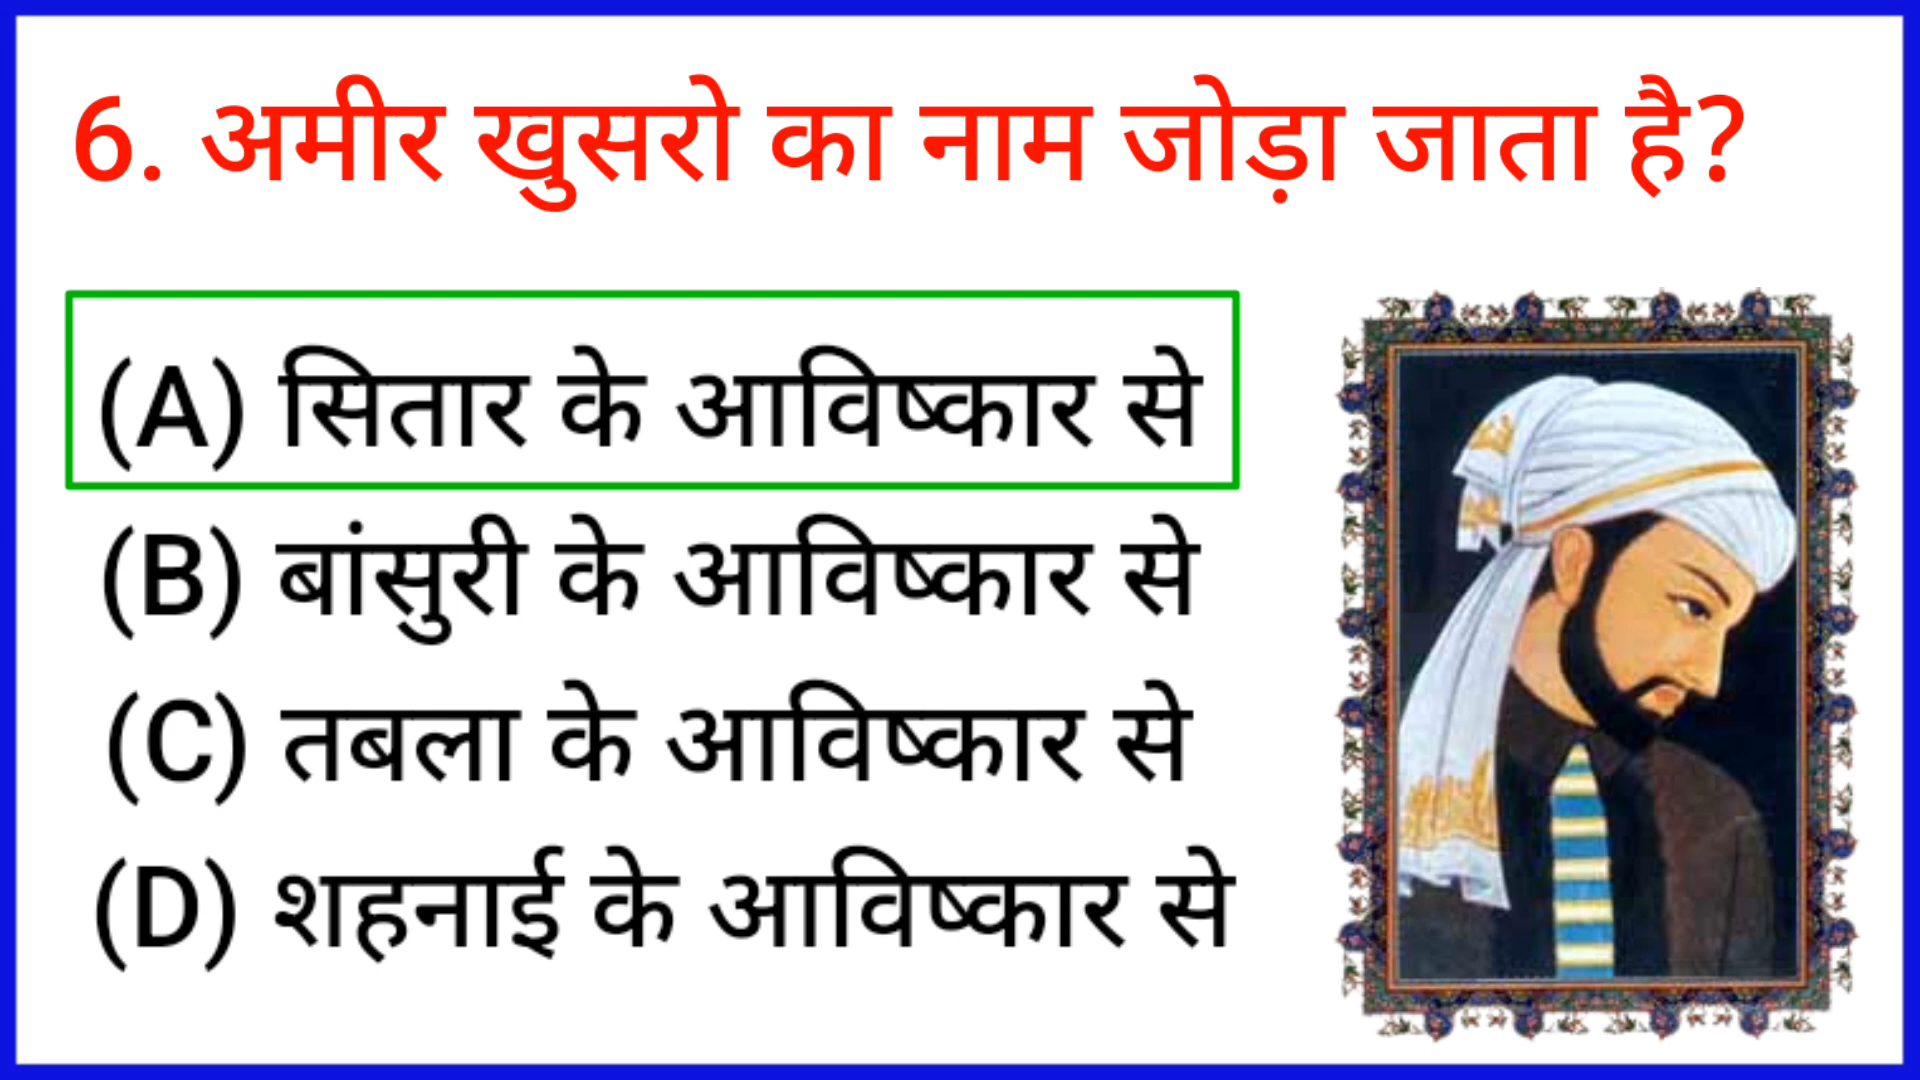 6. अमीर खुसरो का नाम जोड़ा जाता है?
(A) सितार के आविष्कार से
(B) बांसुरी के आविष्कार से
(C) तबला के आविष्कार से
(D) शहनाई के आविष्कार से